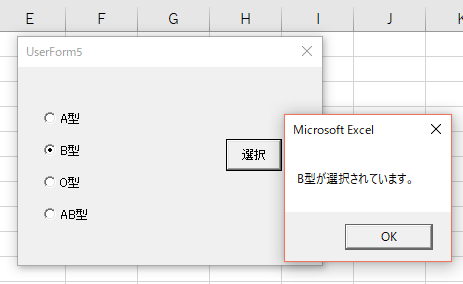 E F G H I J K
UserForm5
A型
B型
O型
AB型
選択
Microsoft Excel
B型が選択されています。
OK